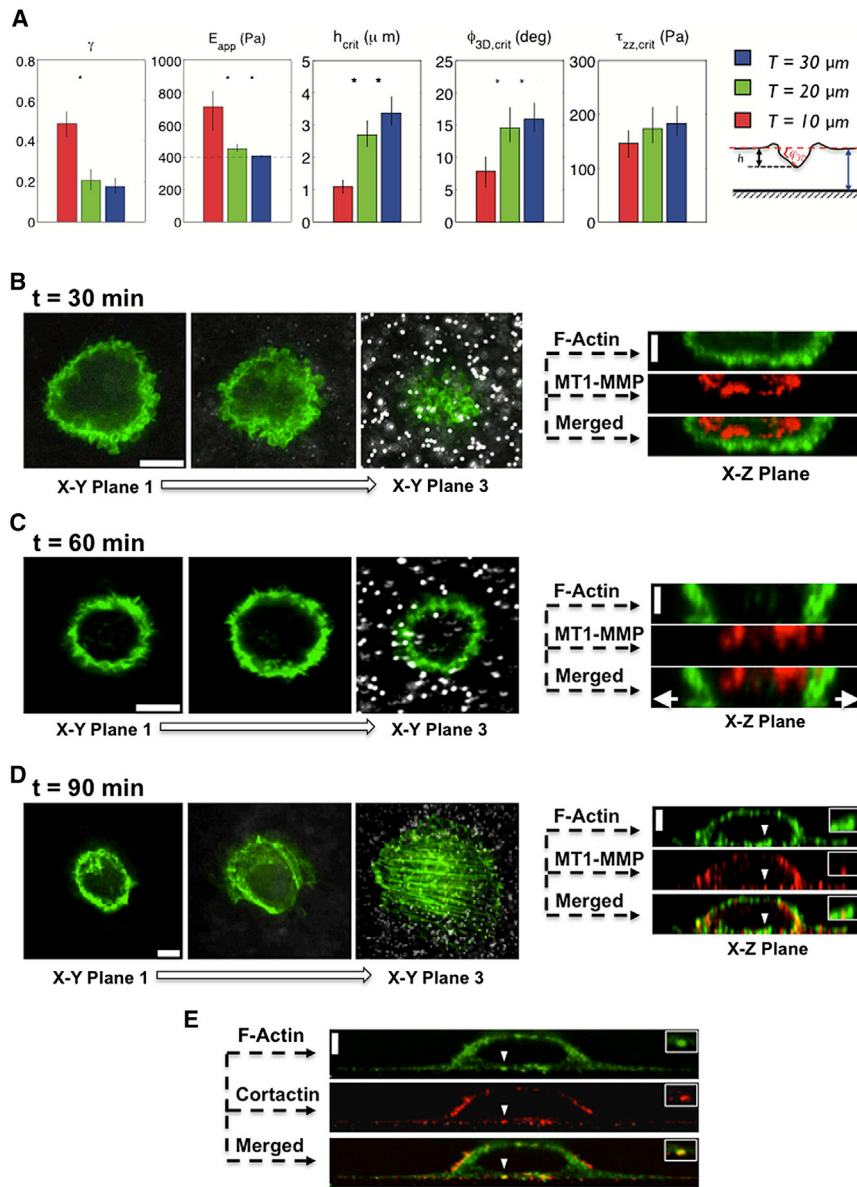 A
γ
E_app (Pa)
h_crit (μ m)
ϕ_3D,crit (deg)
τ_zz,crit (Pa)
0.8
0.6
0.4
0.2
0
1000
800
600
400
200
0
5
4
3
2
1
0
25
20
15
10
5
0
300
200
100
0
T = 30 μm
T = 20 μm
T = 10 μm
h
B
t = 30 min
F-Actin
MT1-MMP
Merged
X-Y Plane 1
X-Y Plane 3
X-Z Plane
C
t = 60 min
F-Actin
MT1-MMP
Merged
X-Y Plane 1
X-Y Plane 3
X-Z Plane
D
t = 90 min
F-Actin
MT1-MMP
Merged
X-Y Plane 1
X-Y Plane 3
X-Z Plane
E
F-Actin
Cortactin
Merged